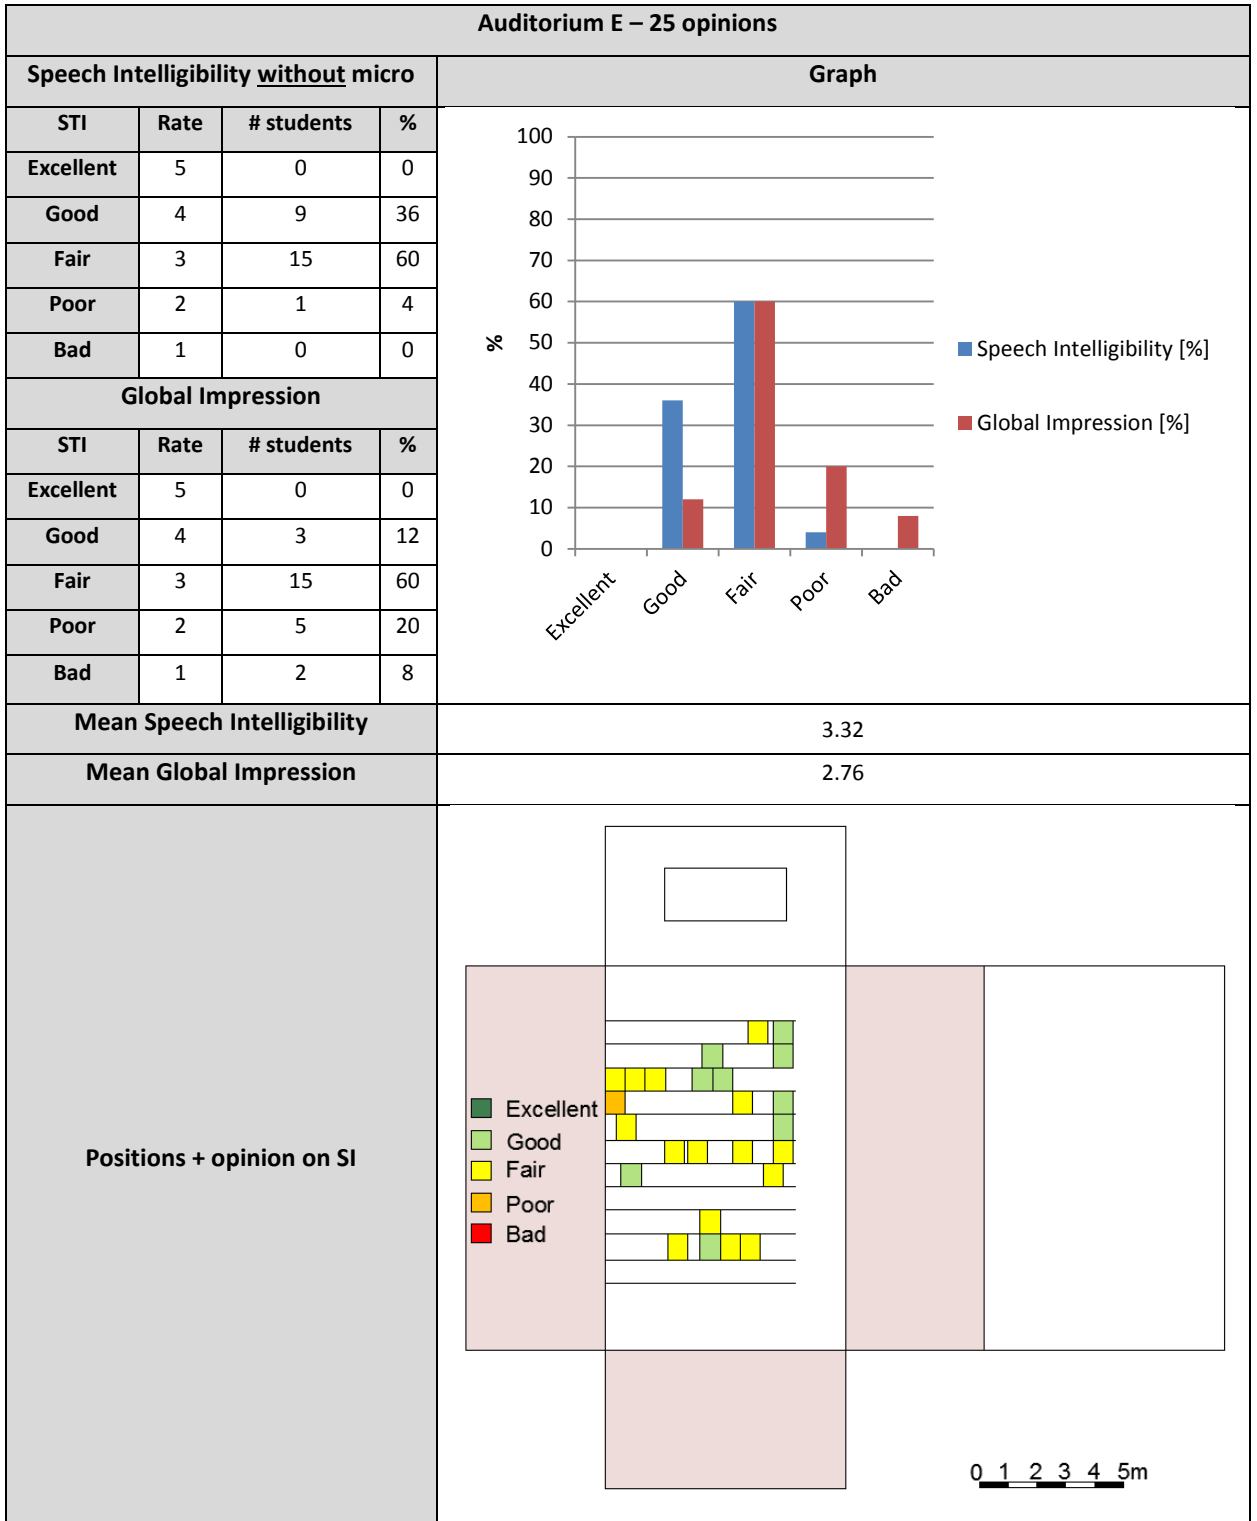 Auditorium E – 25 opinions
Speech Intelligibility without micro
Graph
STI Rate # students %
Excellent 5 0 0
Good 4 9 36
Fair 3 15 60
Poor 2 1 4
Bad 1 0 0
Global Impression
STI Rate # students %
Excellent 5 0 0
Good 4 3 12
Fair 3 15 60
Poor 2 5 20
Bad 1 2 8
100
90
80
70
60
50
40
30
20
10
0
%
Excellent
Good
Fair
Poor
Bad
Speech Intelligibility [%]
Global Impression [%]
Mean Speech Intelligibility 3.32
Mean Global Impression 2.76
Positions + opinion on SI
Excellent
Good
Fair
Poor
Bad
0 1 2 3 4 5m